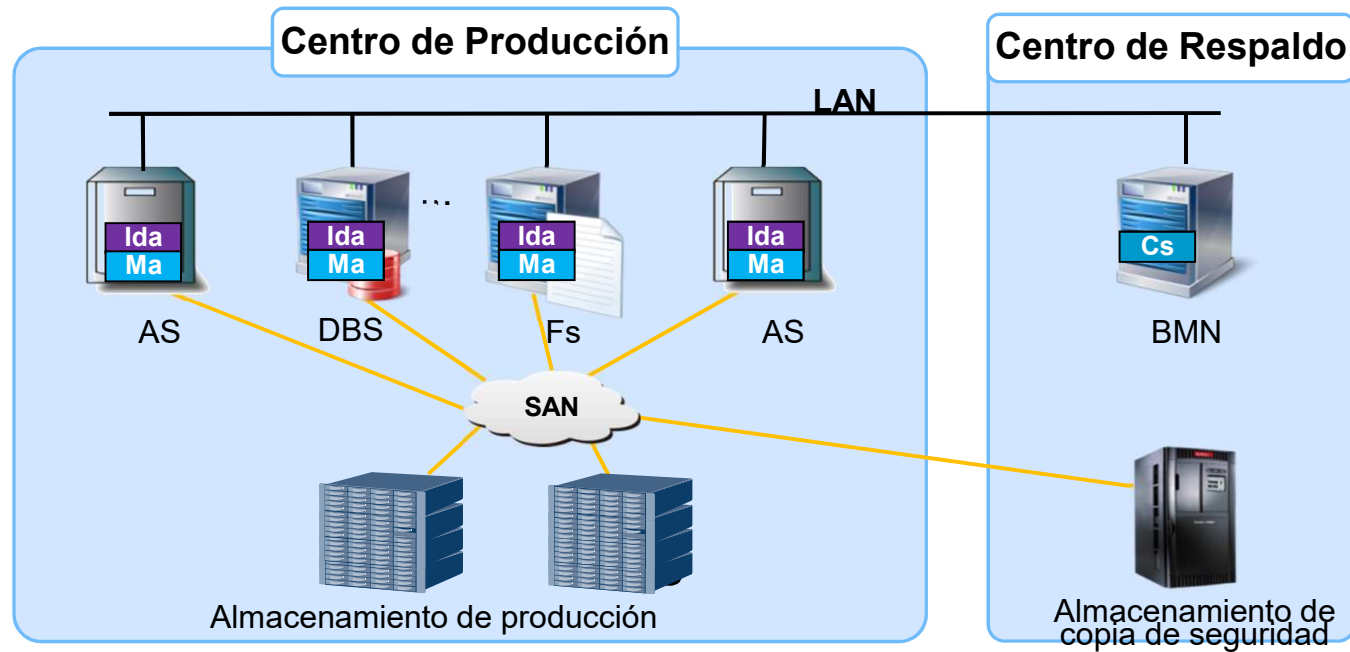 Centro de Producción
Centro de Respaldo
LAN
...
Ida
Ma
Ida
Ma
Ida
Ma
Ida
Ma
Cs
AS
DBS
Fs
AS
BMN
SAN
Almacenamiento de producción
Almacenamiento de
copia de seguridad